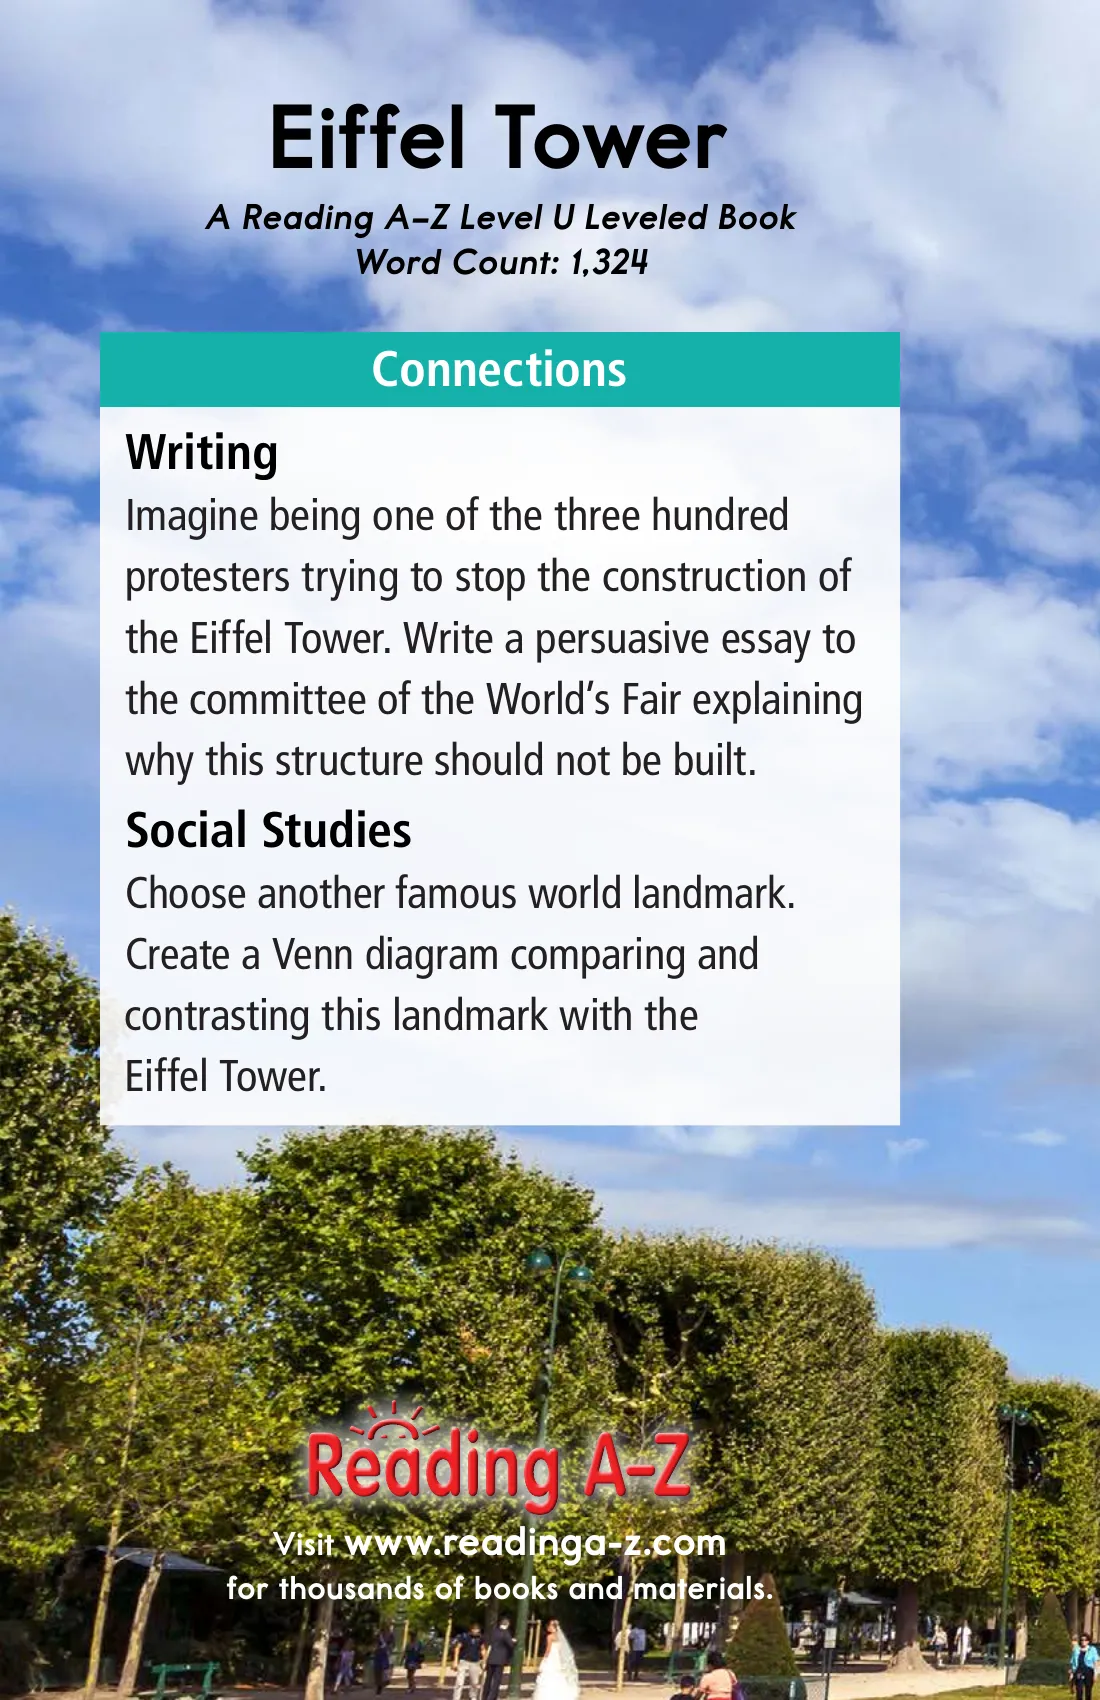 Eiffel Tower
A Reading A–Z Level U Leveled Book
Word Count: 1,324
Connections
Writing
Imagine being one of the three hundred
protesters trying to stop the construction of
the Eiffel Tower. Write a persuasive essay to
the committee of the World’s Fair explaining
why this structure should not be built.
Social Studies
Choose another famous world landmark.
Create a Venn diagram comparing and
contrasting this landmark with the
Eiffel Tower.
Reading A–Z
Visit www.readinga-z.com
for thousands of books and materials.